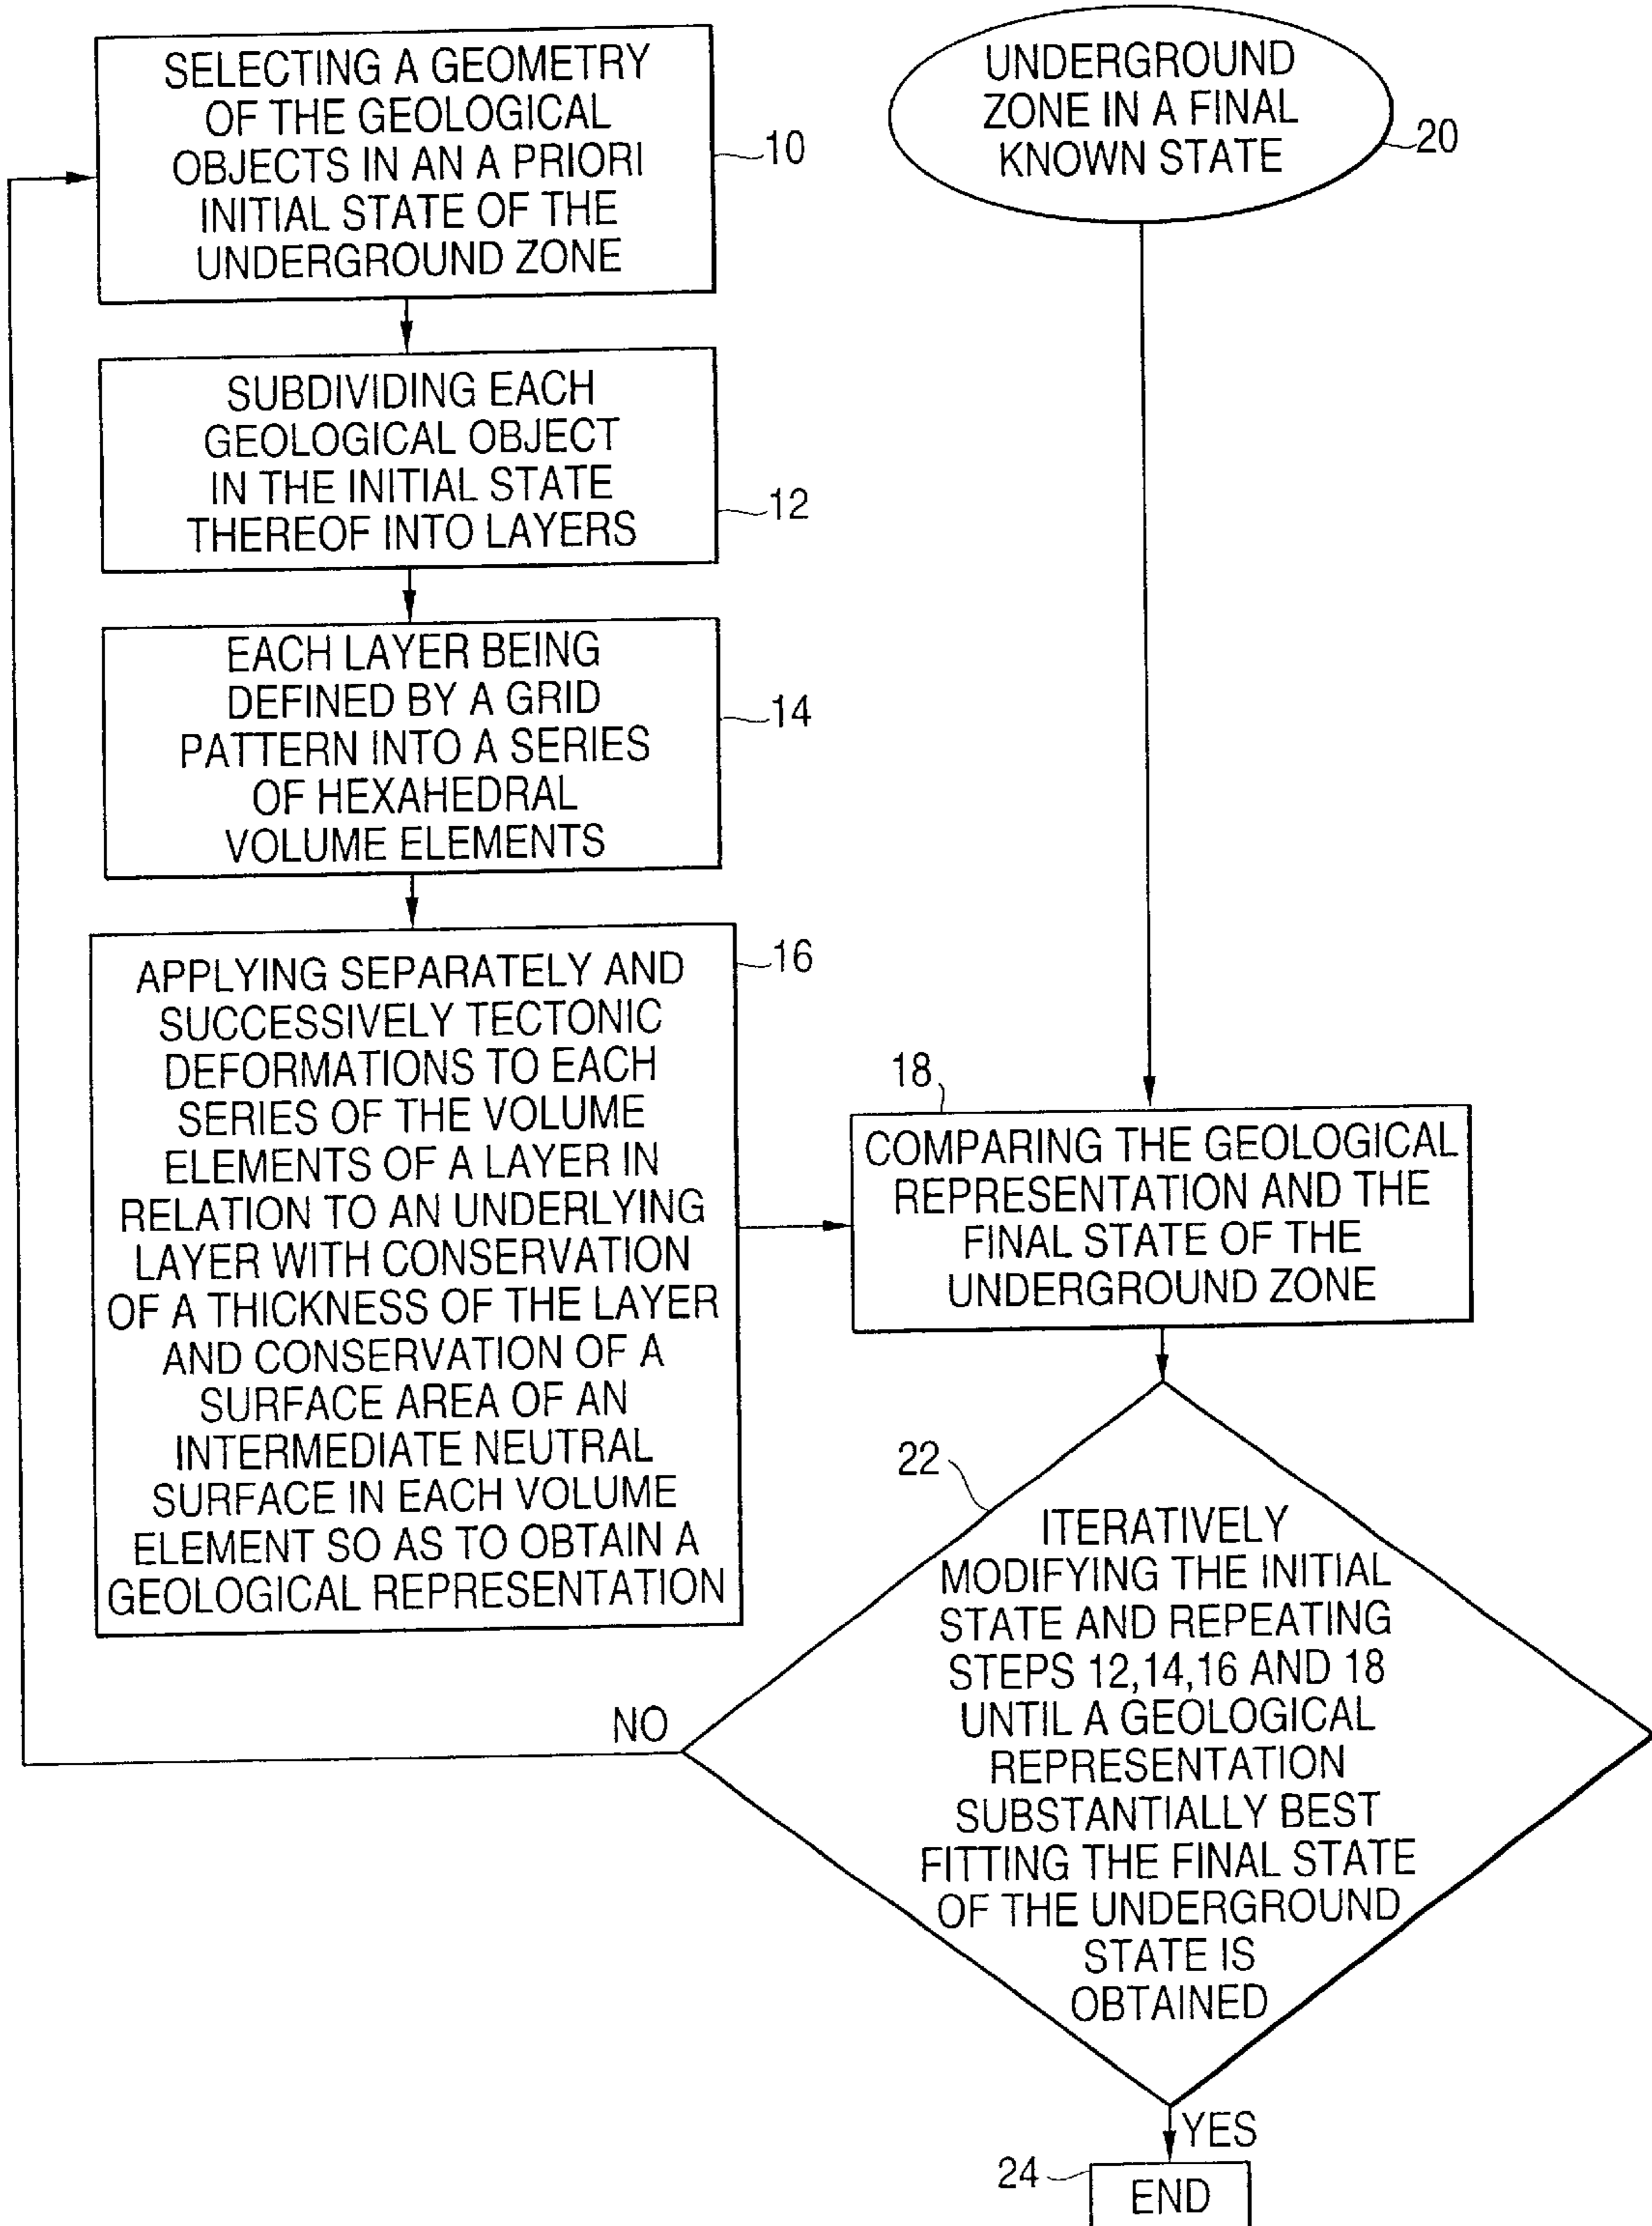 SELECTING A GEOMETRY
OF THE GEOLOGICAL
OBJECTS IN AN A PRIORI
INITIAL STATE OF THE
UNDERGROUND ZONE
10
UNDERGROUND
ZONE IN A FINAL
KNOWN STATE
20
SUBDIVIDING EACH
GEOLOGICAL OBJECT
IN THE INITIAL STATE
THEREOF INTO LAYERS
12
EACH LAYER BEING
DEFINED BY A GRID
PATTERN INTO A SERIES
OF HEXAHEDRAL
VOLUME ELEMENTS
14
APPLYING SEPARATELY AND
SUCCESSIVELY TECTONIC
DEFORMATIONS TO EACH
SERIES OF THE VOLUME
ELEMENTS OF A LAYER IN
RELATION TO AN UNDERLYING
LAYER WITH CONSERVATION
OF A THICKNESS OF THE LAYER
AND CONSERVATION OF A
SURFACE AREA OF AN
INTERMEDIATE NEUTRAL
SURFACE IN EACH VOLUME
ELEMENT SO AS TO OBTAIN A
GEOLOGICAL REPRESENTATION
16
18
COMPARING THE GEOLOGICAL
REPRESENTATION AND THE
FINAL STATE OF THE
UNDERGROUND ZONE
22
ITERATIVELY
MODIFYING THE INITIAL
STATE AND REPEATING
STEPS 12,14,16 AND 18
UNTIL A GEOLOGICAL
REPRESENTATION
SUBSTANTIALLY BEST
FITTING THE FINAL STATE
OF THE UNDERGROUND
STATE IS
OBTAINED
NO
YES
24
END